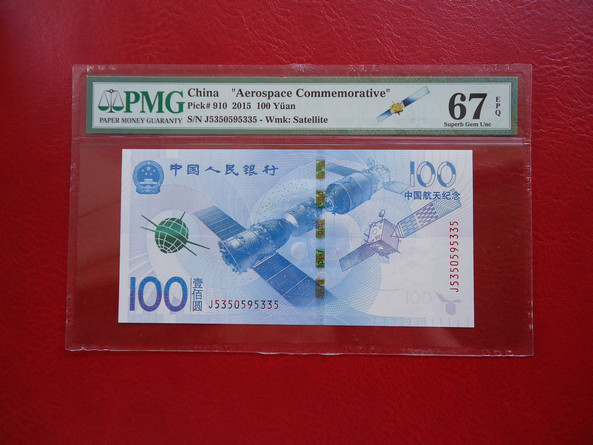 PMG
PAPER MONEY GUARANTY
China "Aerospace Commemorative"
Pick# 910 2015 100 Yüan
S/N J5350595335 - Wmk: Satellite
67 EPQ
Superb Gem Unc
中国人民银行
100
中国航天纪念
J5350595335
100
壹佰圆
J5350595335
100